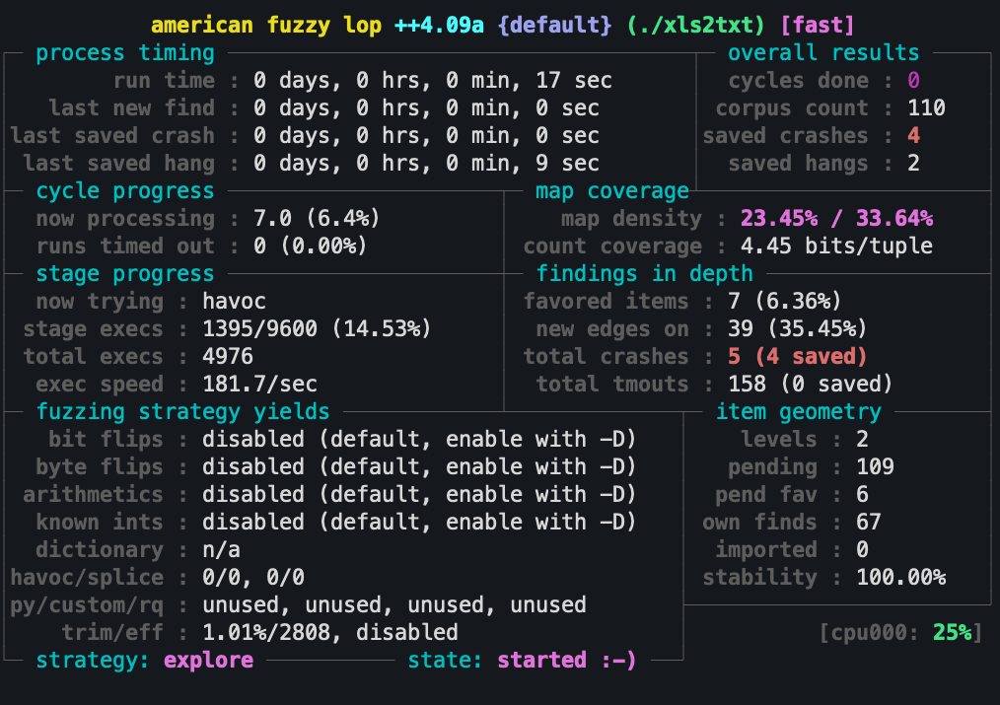 american fuzzy lop ++4.09a {default} (./xls2txt) [fast]
process timing overall results
run time : 0 days, 0 hrs, 0 min, 17 sec cycles done : 0
last new find : 0 days, 0 hrs, 0 min, 0 sec corpus count : 110
last saved crash : 0 days, 0 hrs, 0 min, 0 sec saved crashes : 4
last saved hang : 0 days, 0 hrs, 0 min, 9 sec saved hangs : 2
cycle progress map coverage
now processing : 7.0 (6.4%) map density : 23.45% / 33.64%
runs timed out : 0 (0.00%) count coverage : 4.45 bits/tuple
stage progress findings in depth
now trying : havoc favored items : 7 (6.36%)
stage execs : 1395/9600 (14.53%) new edges on : 39 (35.45%)
total execs : 4976 total crashes : 5 (4 saved)
exec speed : 181.7/sec total tmouts : 158 (0 saved)
fuzzing strategy yields item geometry
bit flips : disabled (default, enable with -D) levels : 2
byte flips : disabled (default, enable with -D) pending : 109
arithmetics : disabled (default, enable with -D) pend fav : 6
known ints : disabled (default, enable with -D) own finds : 67
dictionary : n/a imported : 0
havoc/splice : 0/0, 0/0 stability : 100.00%
py/custom/rq : unused, unused, unused, unused
trim/eff : 1.01%/2808, disabled [cpu000: 25%]
strategy: explore state: started :-)